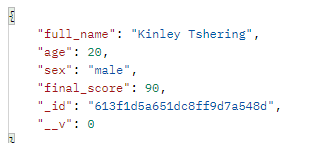 {
"full_name": "Kinley Tshering",
"age": 20,
"sex": "male",
"final_score": 90,
"_id": "613f1d5a651dc8ff9d7a548d",
"__v": 0
}